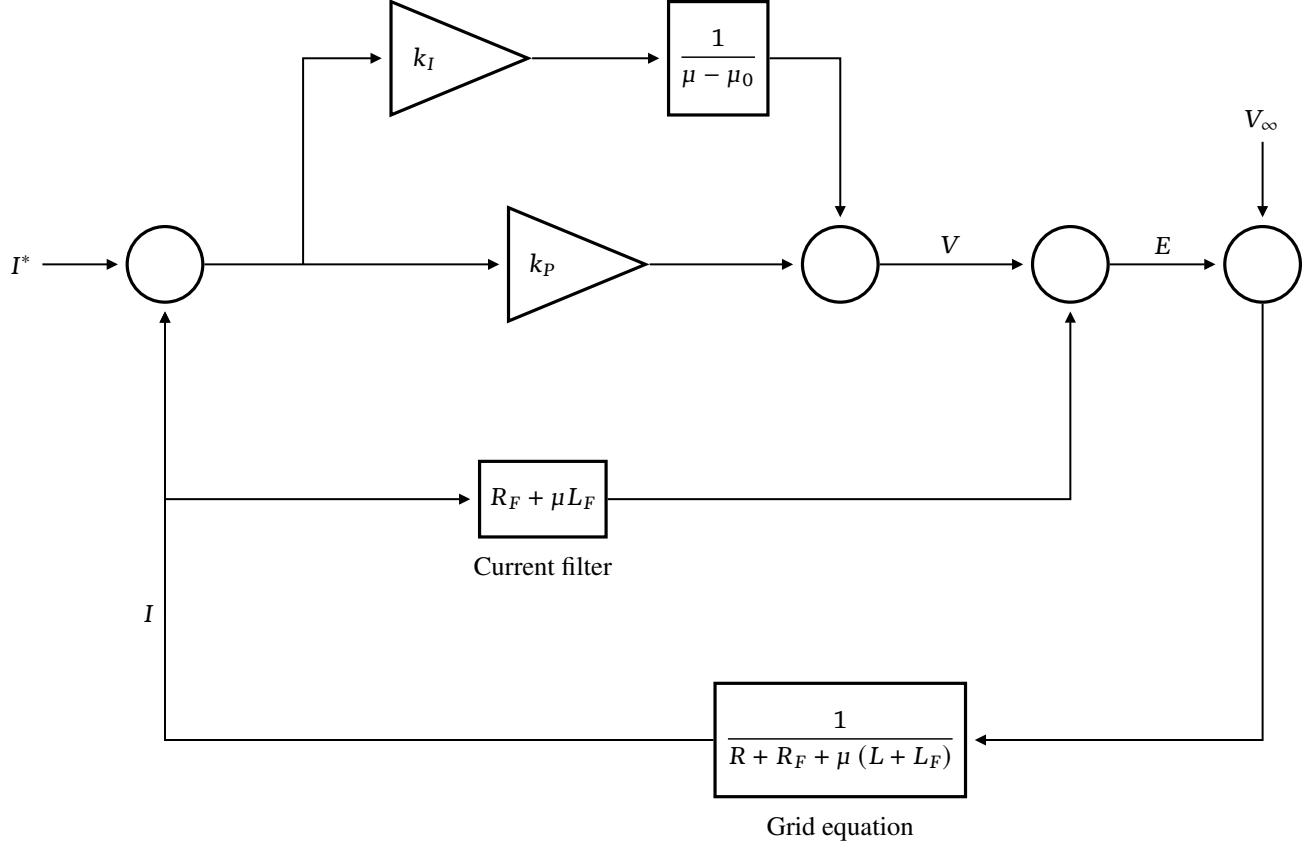 k_I
1
μ − μ_0
V_∞
I*
k_P
V
E
R_F + μL_F
Current filter
I
1
R + R_F + μ (L + L_F)
Grid equation